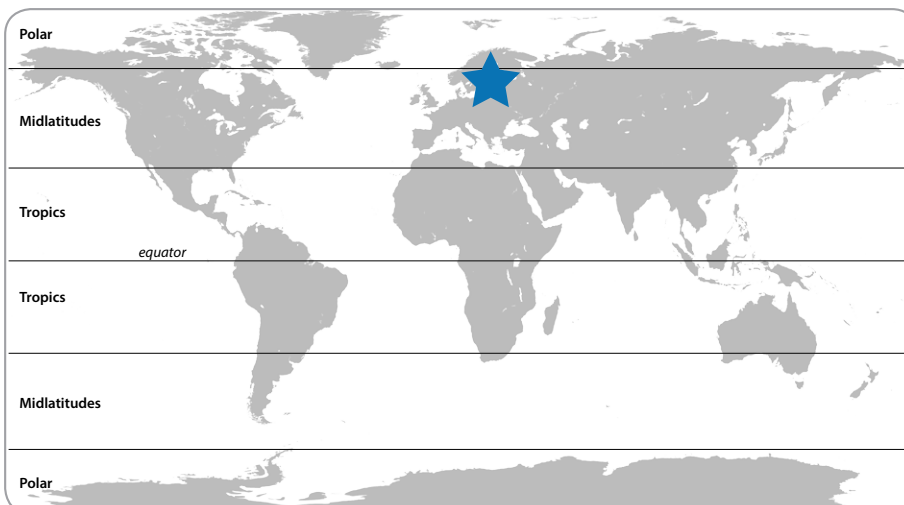 Polar
Midlatitudes
Tropics
equator
Tropics
Midlatitudes
Polar